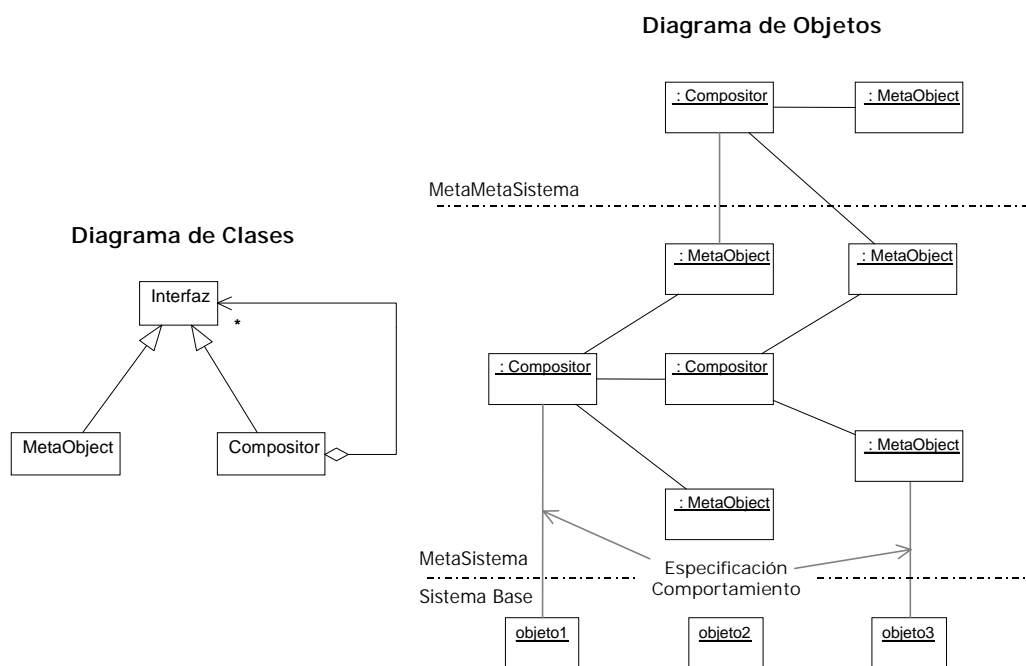 Diagrama de Objetos
: Compositor
: MetaObject
MetaMetaSistema
Diagrama de Clases
: MetaObject
: MetaObject
Interfaz
*
: Compositor
: Compositor
MetaObject
Compositor
: MetaObject
: MetaObject
MetaSistema
Especificación
Comportamiento
Sistema Base
objeto1
objeto2
objeto3